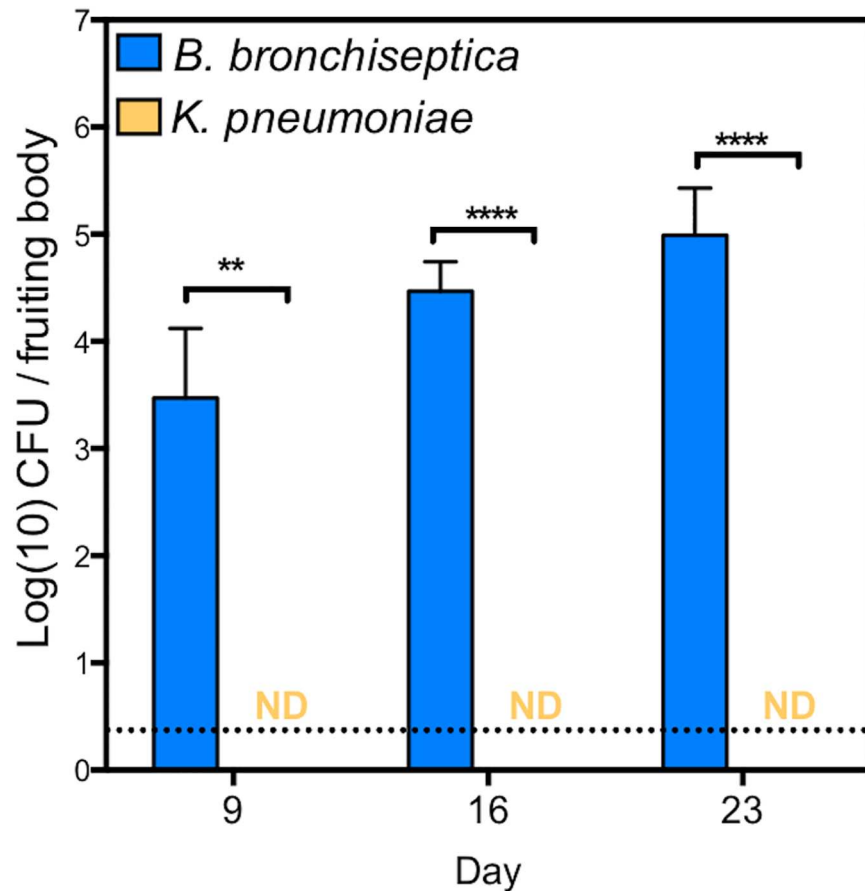 B. bronchiseptica
K. pneumoniae
Log(10) CFU / fruiting body
7
6
5
4
3
2
1
0
**
****
****
ND
ND
ND
9
16
23
Day